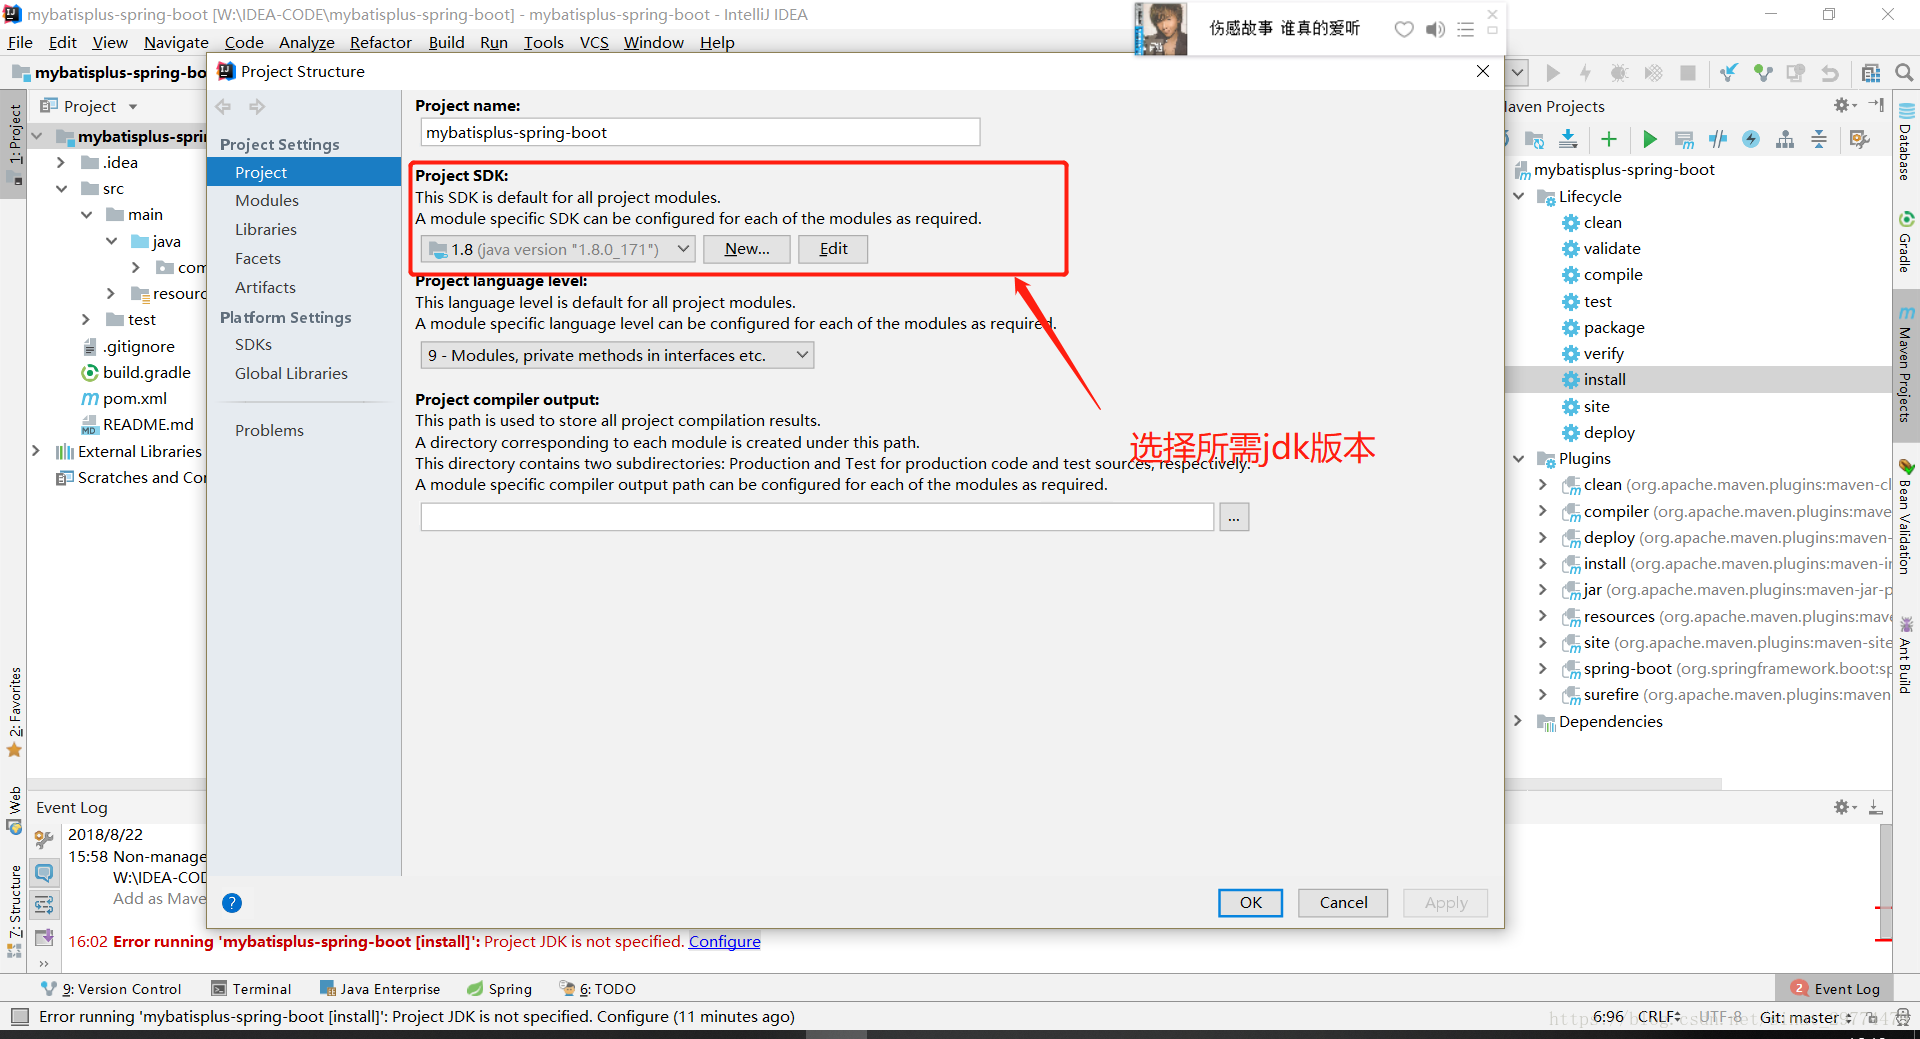 mybatisplus-spring-boot [W:\IDEA-CODE\mybatisplus-spring-boot] - mybatisplus-spring-boot - IntelliJ IDEA
伤感故事 谁真的爱听
File Edit View Navigate Code Analyze Refactor Build Run Tools VCS Window Help
mybatisplus-spring-bo
Project Structure
1: Project
Project
mybatisplus-sprin
.idea
src
main
java
com
resourc
test
.gitignore
build.gradle
pom.xml
README.md
External Libraries
Scratches and Con
Project Settings
Project
Modules
Libraries
Facets
Artifacts
Platform Settings
SDKs
Global Libraries
Problems
Project name:
mybatisplus-spring-boot
Project SDK:
This SDK is default for all project modules.
A module specific SDK can be configured for each of the modules as required.
1.8 (java version "1.8.0_171")
New...
Edit
Project language level:
This language level is default for all project modules.
A module specific language level can be configured for each of the modules as required.
9 - Modules, private methods in interfaces etc.
Project compiler output:
This path is used to store all project compilation results.
A directory corresponding to each module is created under this path.
This directory contains two subdirectories: Production and Test for production code and test sources, respectively.
A module specific compiler output path can be configured for each of the modules as required.
...
选择所需jdk版本
?
OK
Cancel
Apply
Maven Projects
mybatisplus-spring-boot
Lifecycle
clean
validate
compile
test
package
verify
install
site
deploy
Plugins
clean (org.apache.maven.plugins:maven-cl
compiler (org.apache.maven.plugins:mave
deploy (org.apache.maven.plugins:maven-
install (org.apache.maven.plugins:maven-in
jar (org.apache.maven.plugins:maven-jar-p
resources (org.apache.maven.plugins:mave
site (org.apache.maven.plugins:maven-site
spring-boot (org.springframework.boot:sp
surefire (org.apache.maven.plugins:maven
Dependencies
Database
Gradle
Maven Projects
Bean Validation
Ant Build
2: Favorites
Web
7: Structure
Event Log
2018/8/22
15:58 Non-manage
W:\IDEA-COD
Add as Mave
16:02 Error running 'mybatisplus-spring-boot [install]': Project JDK is not specified. Configure
9: Version Control
Terminal
Java Enterprise
Spring
6: TODO
2 Event Log
Error running 'mybatisplus-spring-boot [install]': Project JDK is not specified. Configure (11 minutes ago)
6:96 CRLF UTF-8 Git: master